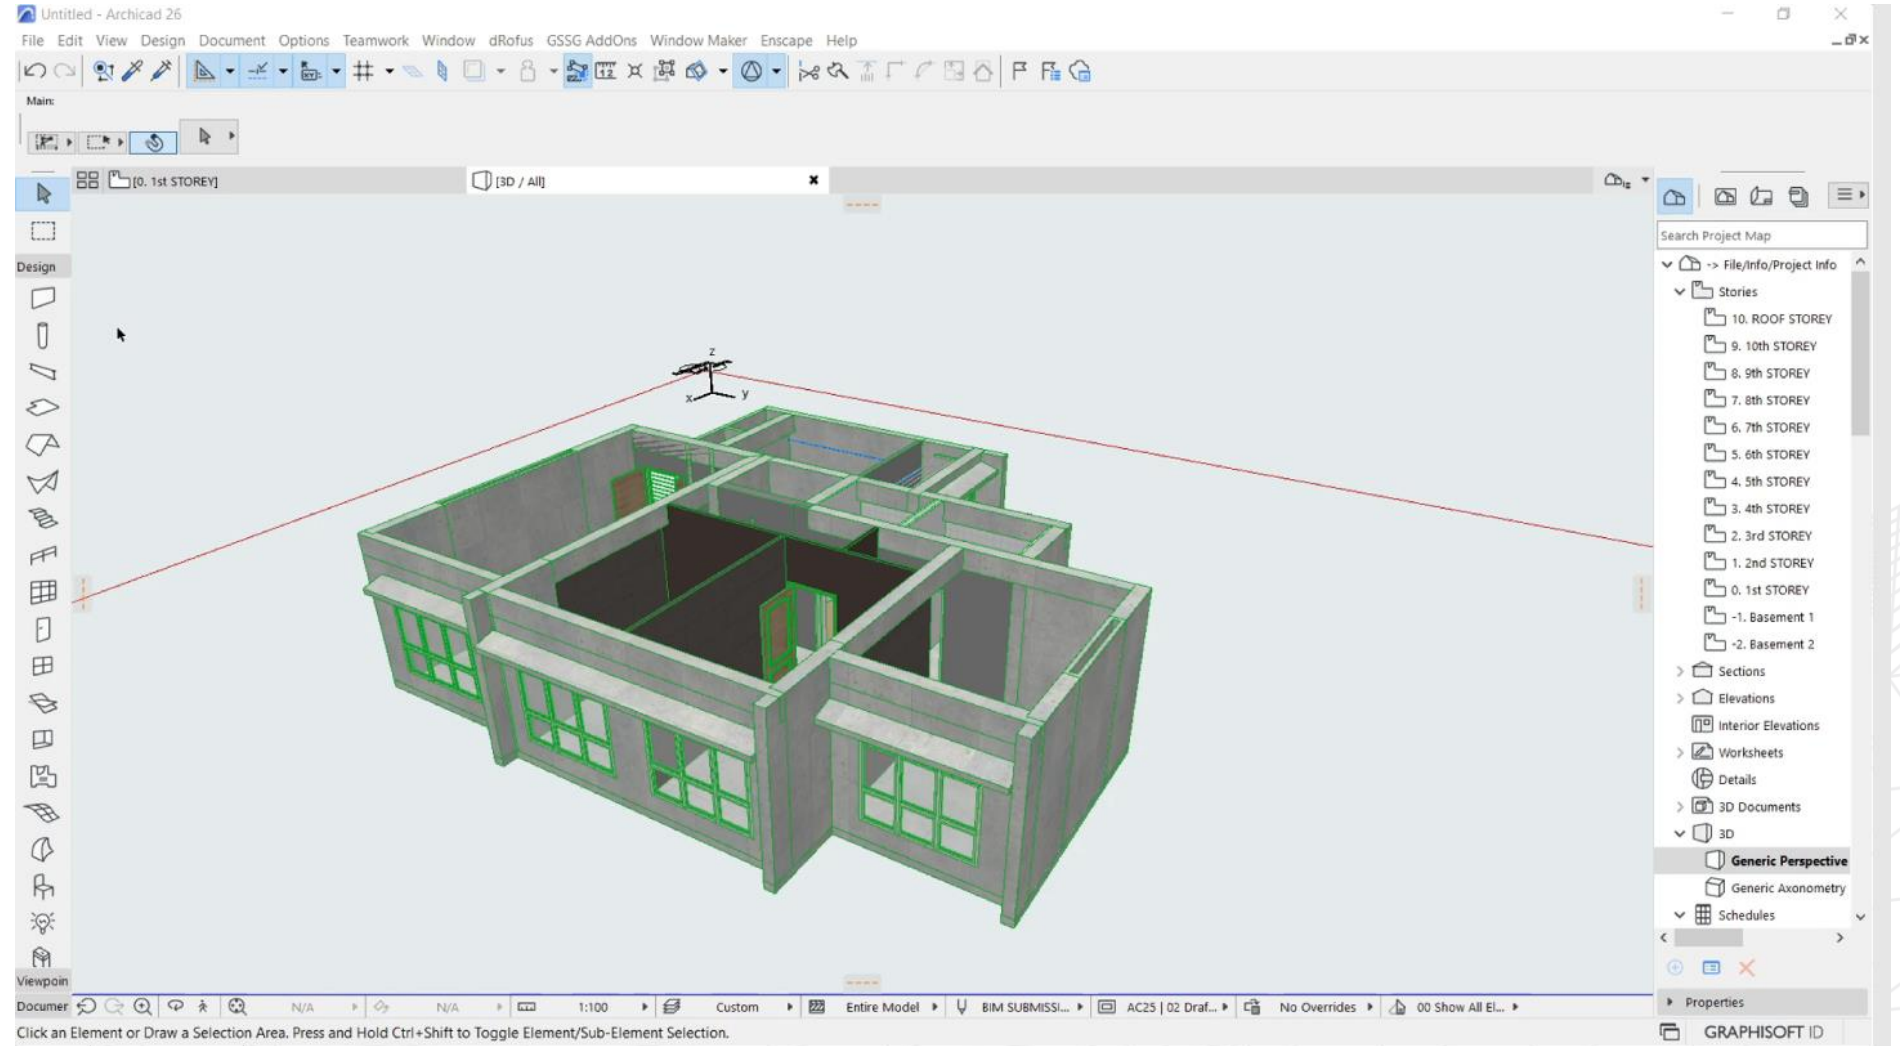 Untitled - Archicad 26
File Edit View Design Document Options Teamwork Window dRofus GSSG AddOns Window Maker Enscape Help
Main:
[0. 1st STOREY]
[3D / All]
Search Project Map
Design
-> File/Info/Project Info
Stories
10. ROOF STOREY
9. 10th STOREY
8. 9th STOREY
7. 8th STOREY
6. 7th STOREY
5. 6th STOREY
4. 5th STOREY
3. 4th STOREY
2. 3rd STOREY
1. 2nd STOREY
0. 1st STOREY
-1. Basement 1
-2. Basement 2
Sections
Elevations
Interior Elevations
Worksheets
Details
3D Documents
3D
Generic Perspective
Generic Axonometry
Schedules
z
x
y
Viewpoin
Documer
N/A
N/A
1:100
Custom
Entire Model
BIM SUBMISSI...
AC25 | 02 Draf...
No Overrides
00 Show All El...
Properties
Click an Element or Draw a Selection Area. Press and Hold Ctrl+Shift to Toggle Element/Sub-Element Selection.
GRAPHISOFT ID